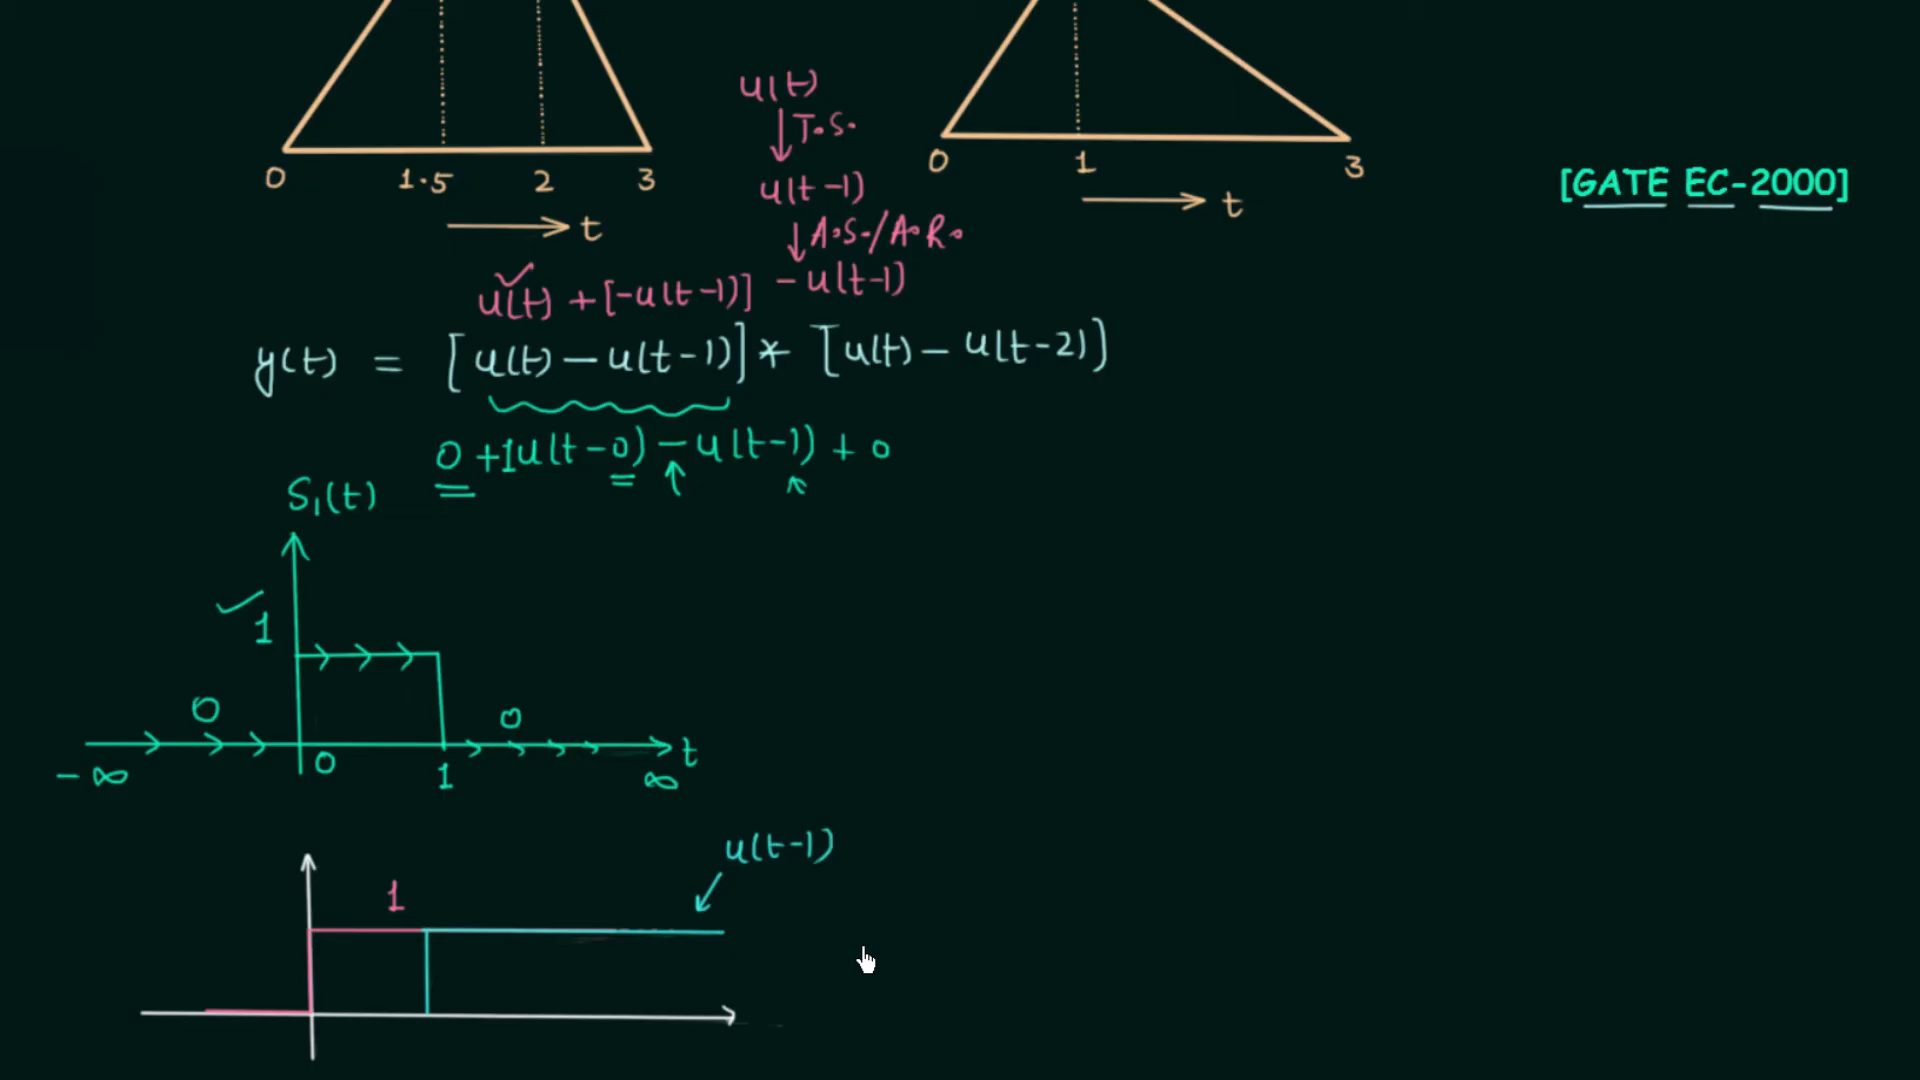 0 1.5 2 3
t
u(t)
T.S.
u(t-1)
A.S./A.R.
-u(t-1)
0 1 3
t
[GATE EC-2000]
u(t) + [-u(t-1)]
y(t) = [u(t) - u(t-1)] * [u(t) - u(t-2)]
0 + 1u(t-0) - u(t-1) + 0
S₁(t)
1
0 0
t
-∞ 0 1 ∞
u(t-1)
1